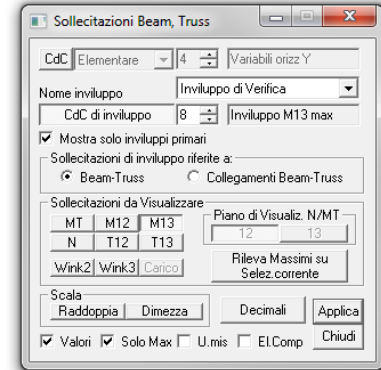 Sollecitazioni Beam, Truss
CdC Elementare 4 Variabili orizz Y
Nome inviluppo Inviluppo di Verifica
CdC di inviluppo 8 Inviluppo M13 max
Mostra solo inviluppi primari
Sollecitazioni di inviluppo riferite a:
Beam-Truss Collegamenti Beam-Truss
Sollecitazioni da Visualizzare
Piano di Visualiz. N/MT
MT M12 M13
12 13
N T12 T13
Rileva Massimi su
Selez.corrente
Wink2 Wink3 Carico
Scala
Raddoppia Dimezza
Decimali Applica
Valori Solo Max U.mis El.Comp Chiudi